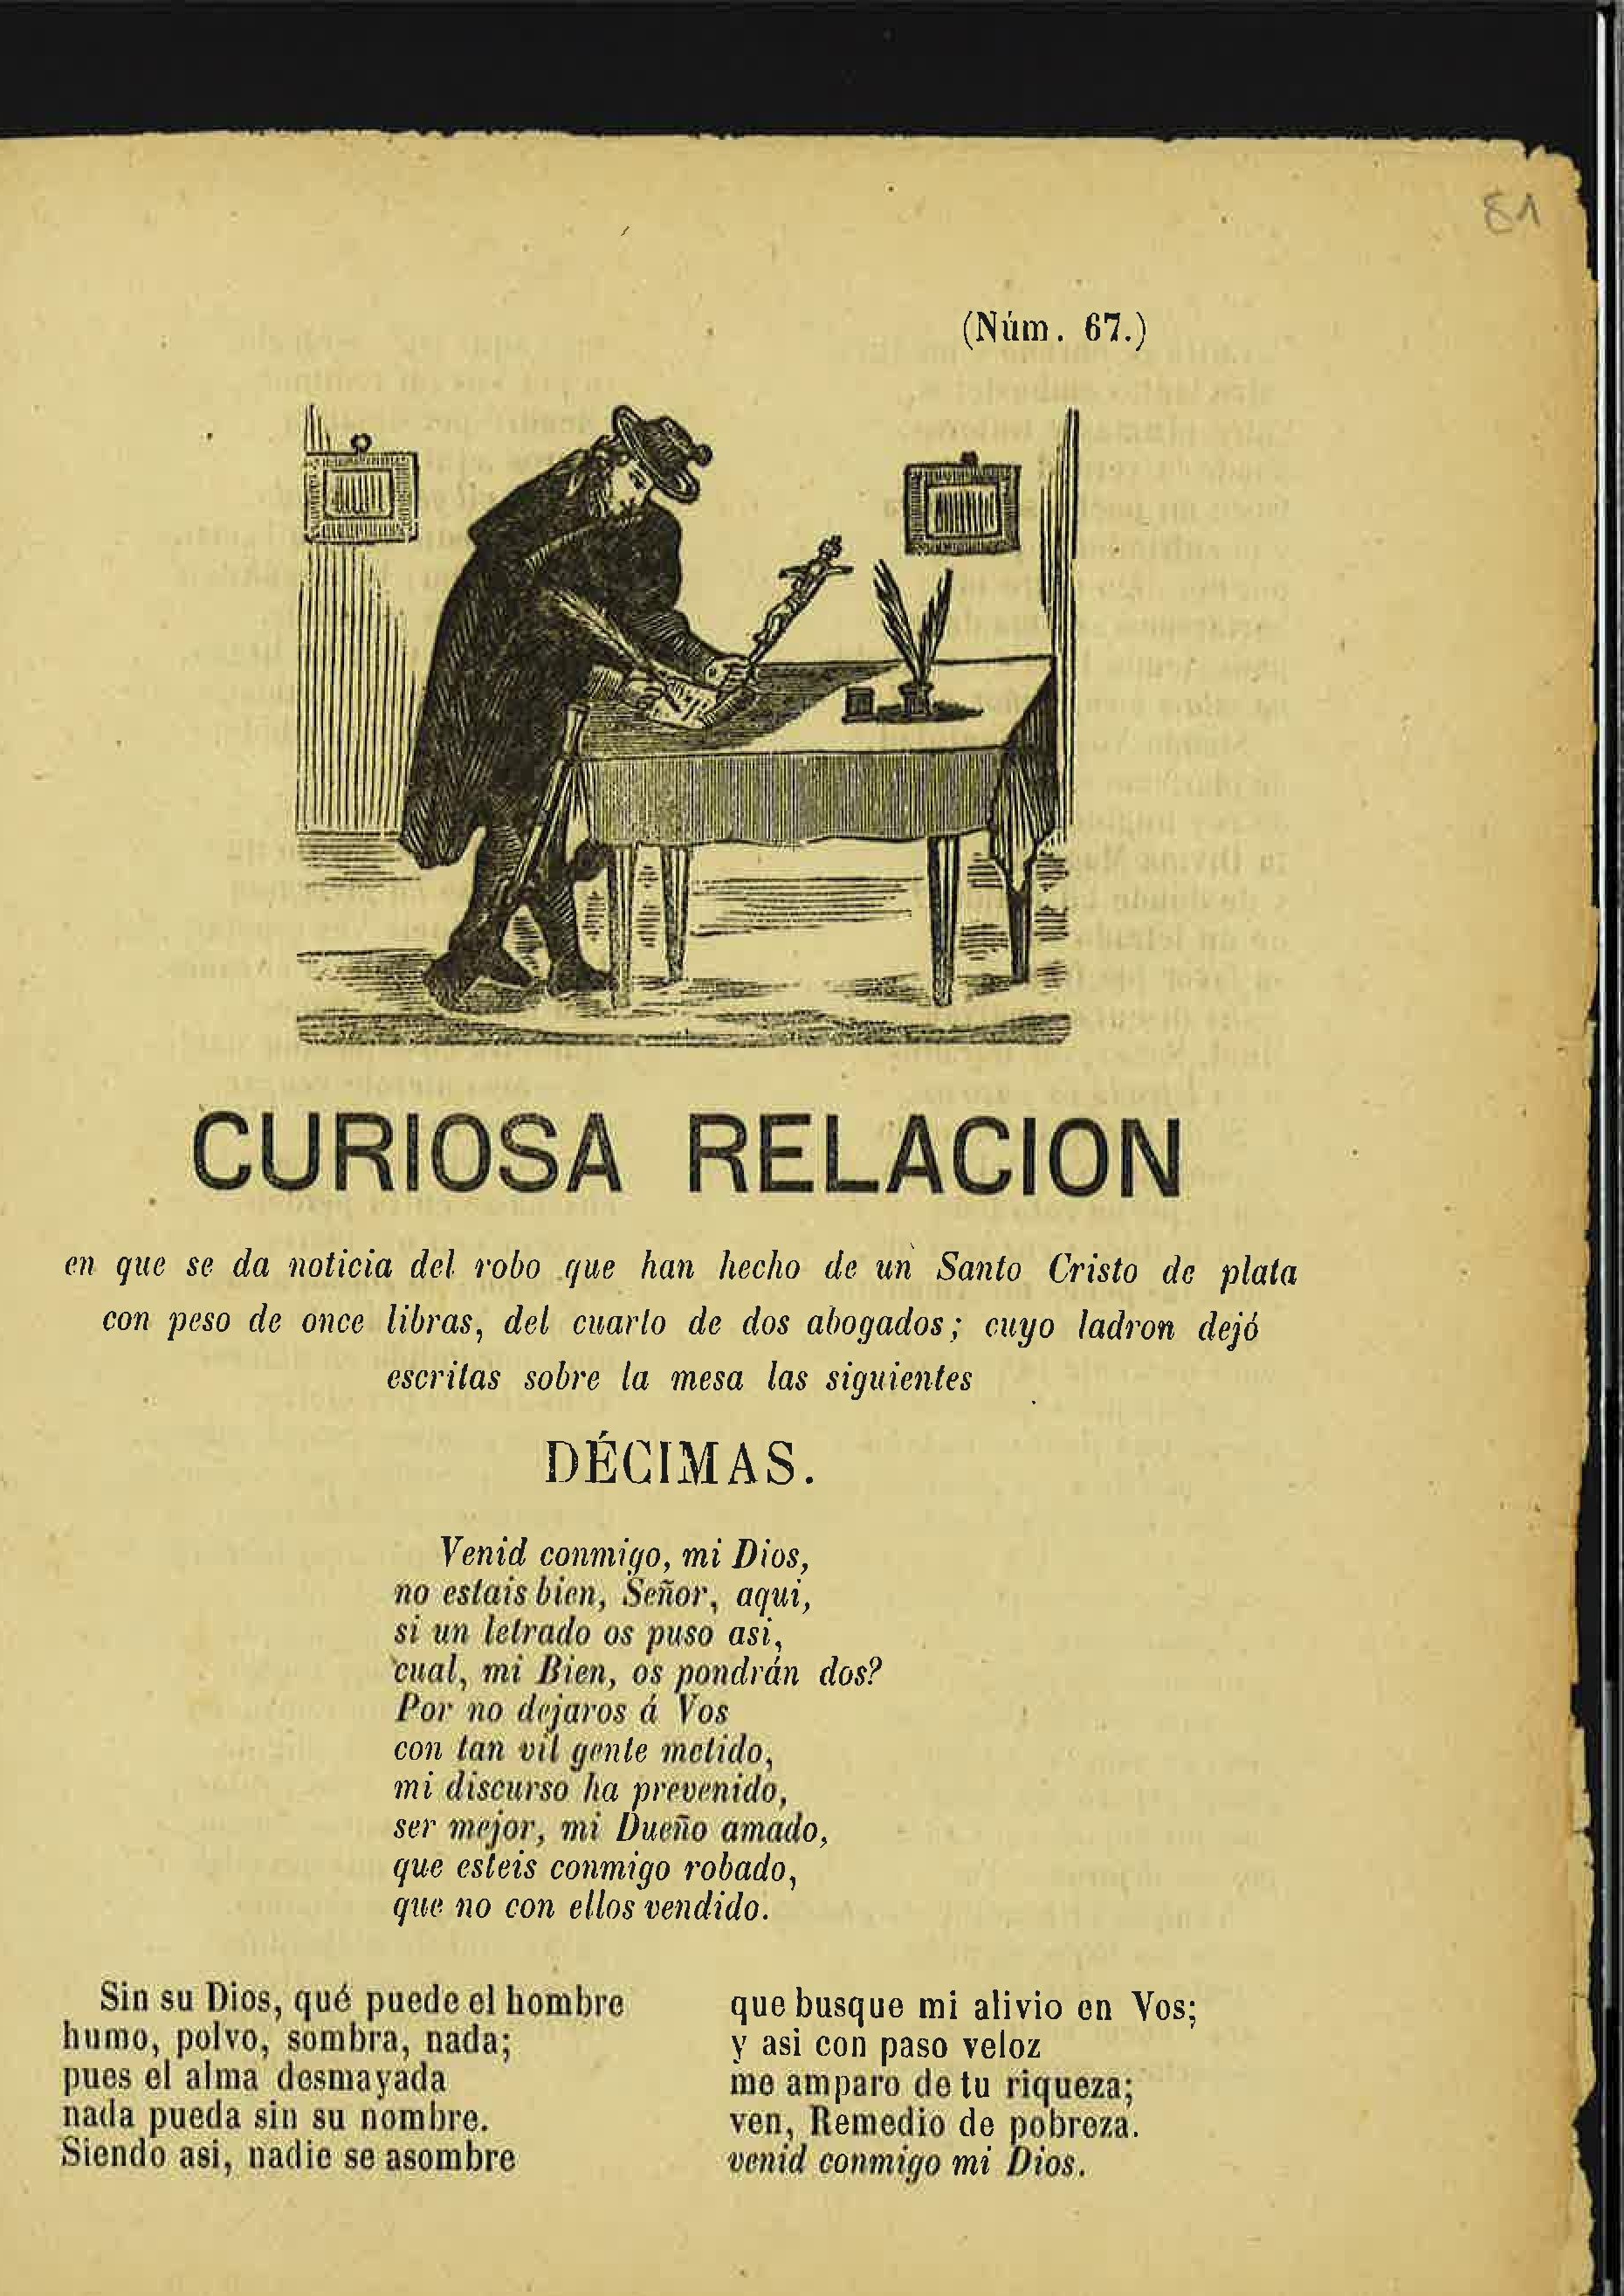 81
(Núm. 67.)
CURIOSA RELACION
en que se da noticia del robo que han hecho de un Santo Cristo de plata
con peso de once libras, del cuarto de dos abogados; cuyo ladron dejó
escritas sobre la mesa las siguientes
DÉCIMAS.
Venid conmigo, mi Dios,
no estais bien, Señor, aqui,
si un letrado os puso asi,
cual, mi Bien, os pondrán dos?
Por no dejaros á Vos
con tan vil gente metido,
mi discurso ha prevenido,
ser mejor, mi Dueño amado,
que esteis conmigo robado,
que no con ellos vendido.
Sin su Dios, qué puede el hombre
humo, polvo, sombra, nada;
pues el alma desmayada
nada pueda sin su nombre.
Siendo asi, nadie se asombre
que busque mi alivio en Vos;
y asi con paso veloz
me amparo de tu riqueza;
ven, Remedio de pobreza.
venid conmigo mi Dios.